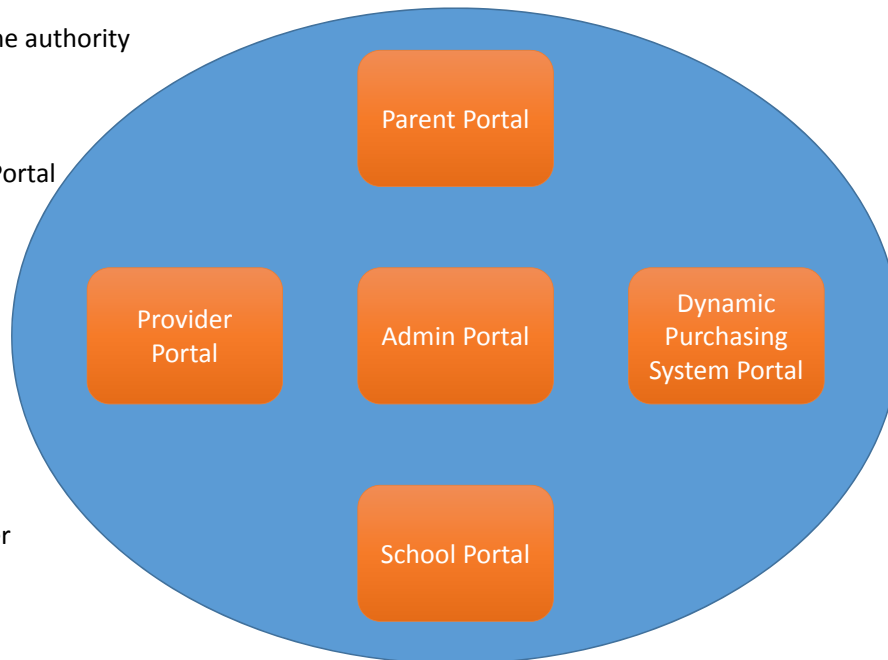 he authority
Parent Portal
Portal
Provider
Portal
Admin Portal
Dynamic
Purchasing
System Portal
School Portal